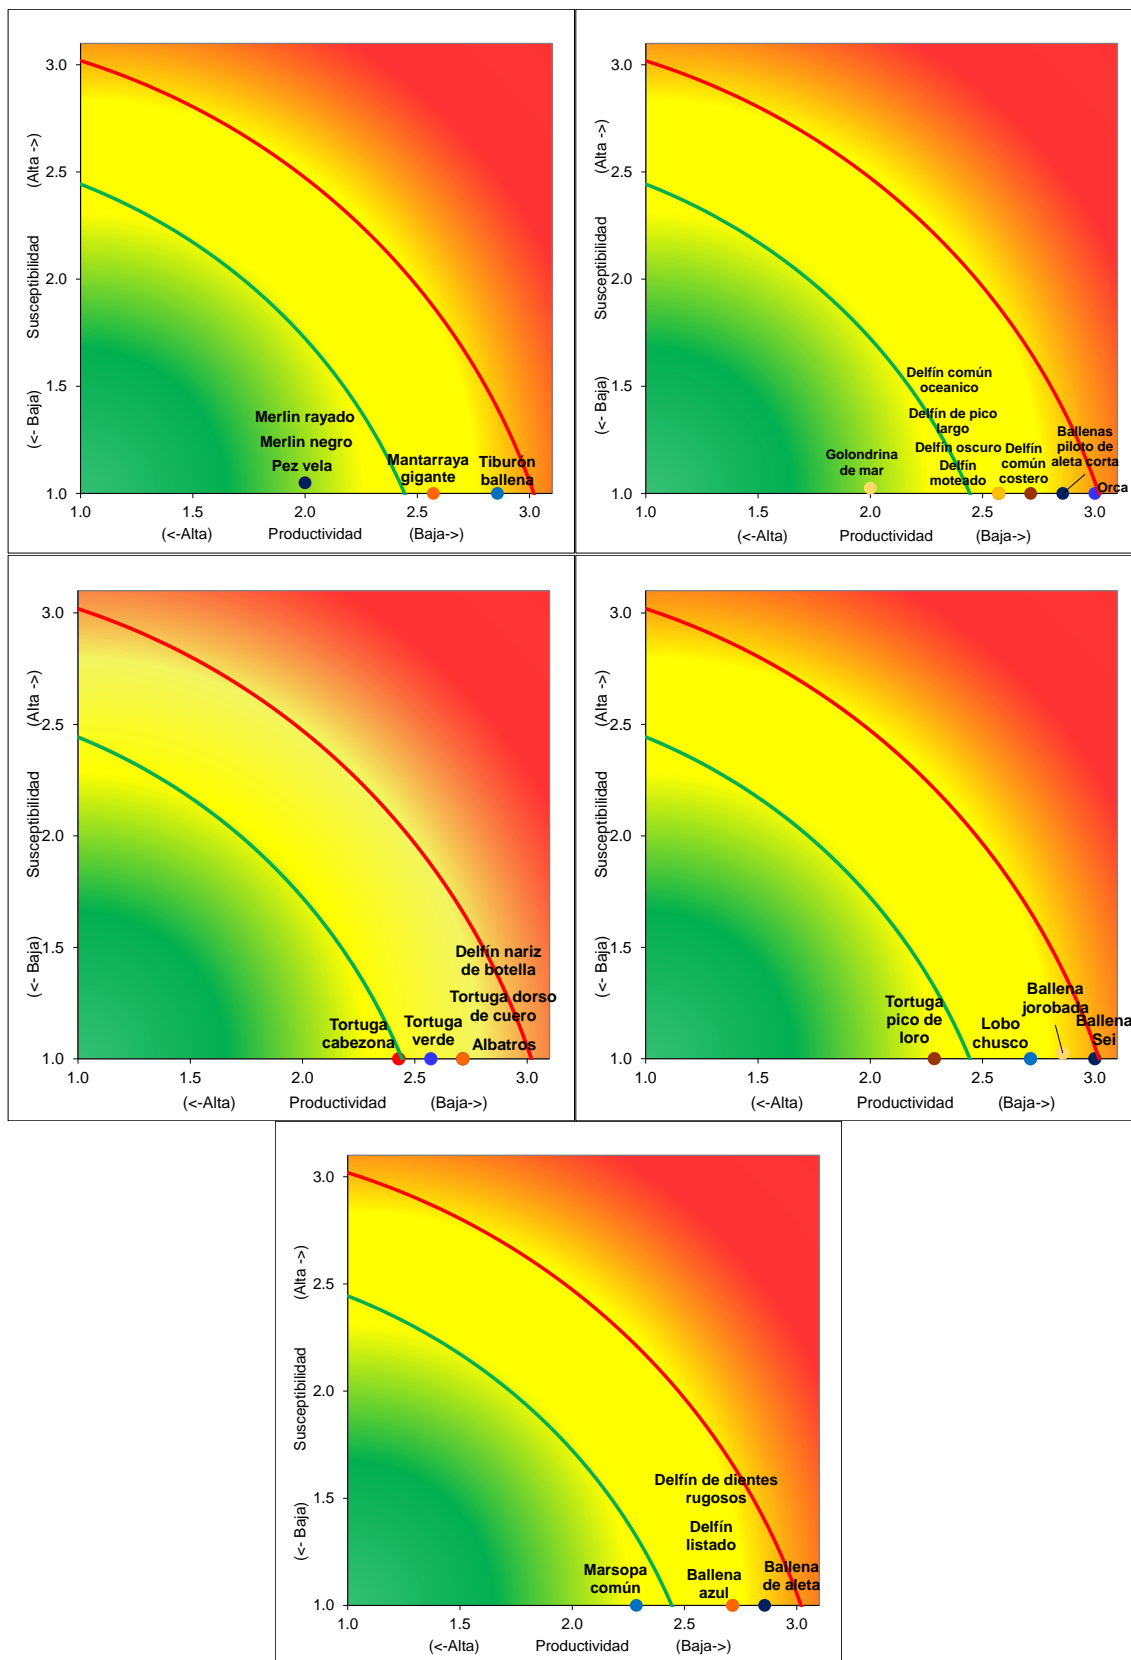 3.0
2.5
2.0
1.5
1.0
(Alta ->)
Susceptibilidad
(<- Baja)
Merlin rayado
Merlin negro
Pez vela
Mantarraya
gigante
Tiburón
ballena
1.0 1.5 2.0 2.5 3.0
(<-Alta) Productividad (Baja->)
3.0
2.5
2.0
1.5
1.0
(Alta ->)
Susceptibilidad
(<- Baja)
Delfín común
oceanico
Delfín de pico
largo
Golondrina
de mar
Delfín oscuro
Delfín
moteado
Delfín
común
costero
Ballenas
piloto de
aleta corta
Orca
1.0 1.5 2.0 2.5 3.0
(<-Alta) Productividad (Baja->)
3.0
2.5
2.0
1.5
1.0
(Alta ->)
Susceptibilidad
(<- Baja)
Delfín nariz
de botella
Tortuga dorso
de cuero
Tortuga
cabezona
Tortuga
verde
Albatros
1.0 1.5 2.0 2.5 3.0
(<-Alta) Productividad (Baja->)
3.0
2.5
2.0
1.5
1.0
(Alta ->)
Susceptibilidad
(<- Baja)
Tortuga
pico de
loro
Lobo
chusco
Ballena
jorobada
Ballena
Sei
1.0 1.5 2.0 2.5 3.0
(<-Alta) Productividad (Baja->)
3.0
2.5
2.0
1.5
1.0
(Alta ->)
Susceptibilidad
(<- Baja)
Delfín de dientes
rugosos
Delfín
listado
Marsopa
común
Ballena
azul
Ballena
de aleta
1.0 1.5 2.0 2.5 3.0
(<-Alta) Productividad (Baja->)